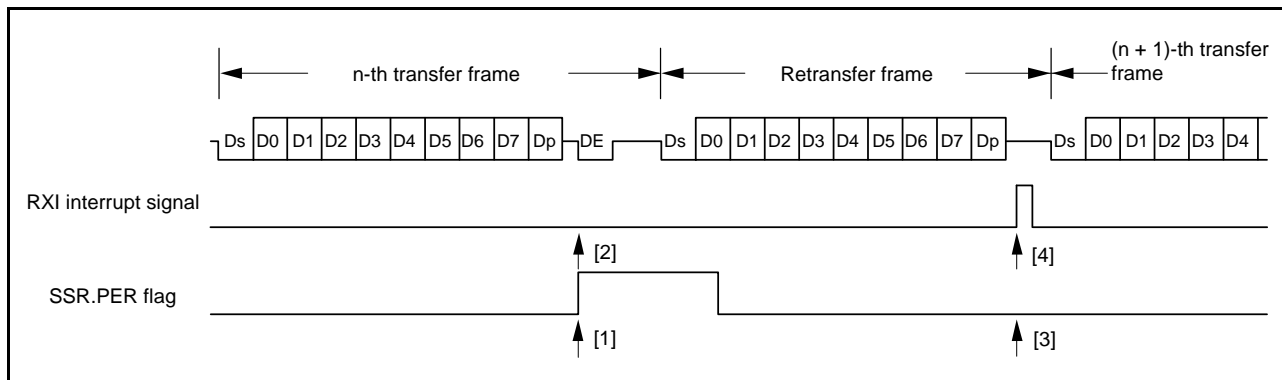 n-th transfer frame
Retransfer frame
(n + 1)-th transfer
frame
Ds D0 D1 D2 D3 D4 D5 D6 D7 Dp DE Ds D0 D1 D2 D3 D4 D5 D6 D7 Dp Ds D0 D1 D2 D3 D4
RXI interrupt signal
[2]
[4]
SSR.PER flag
[1]
[3]